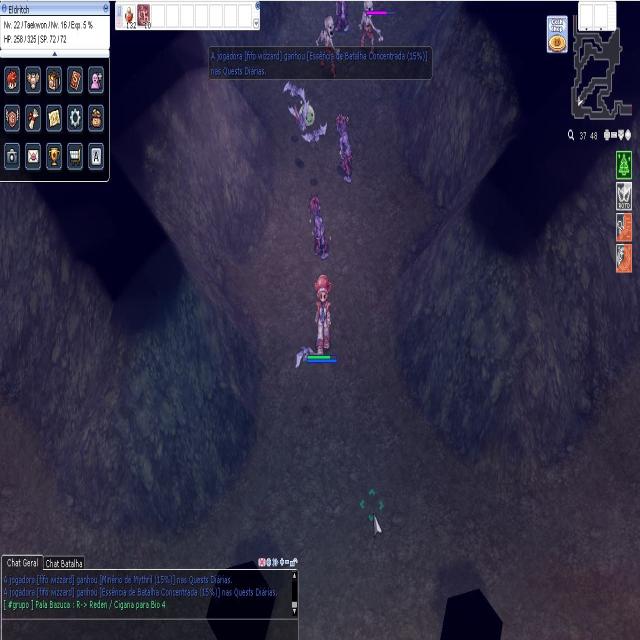 Eldritch
Nv. 22 / Taekwon / Nv. 16 / Exp. 5 %
HP. 258 / 325 | SP. 72 / 72
A jogadora [fifo wizzard] ganhou [Essência de Batalha Concentrada (15%)]
nas Quests Diárias.
37 48
Chat Geral Chat Batalha
A jogadora [fifo wizzard] ganhou [Minério de Mythril (15%)] nas Quests Diárias.
A jogadora [fifo wizzard] ganhou [Essência de Batalha Concentrada (15%)] nas Quests Diárias.
[ #grupo ] Pala Bazuca : R-> Reden / Cigana para Bio 4